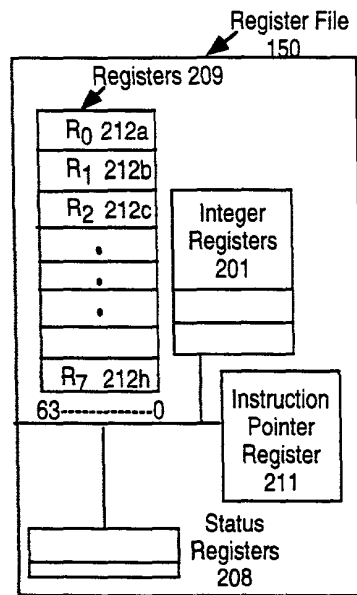 Register File
150
Registers 209
R0 212a
R1 212b
R2 212c
R7 212h
63------------0
Integer
Registers
201
Instruction
Pointer
Register
211
Status
Registers
208